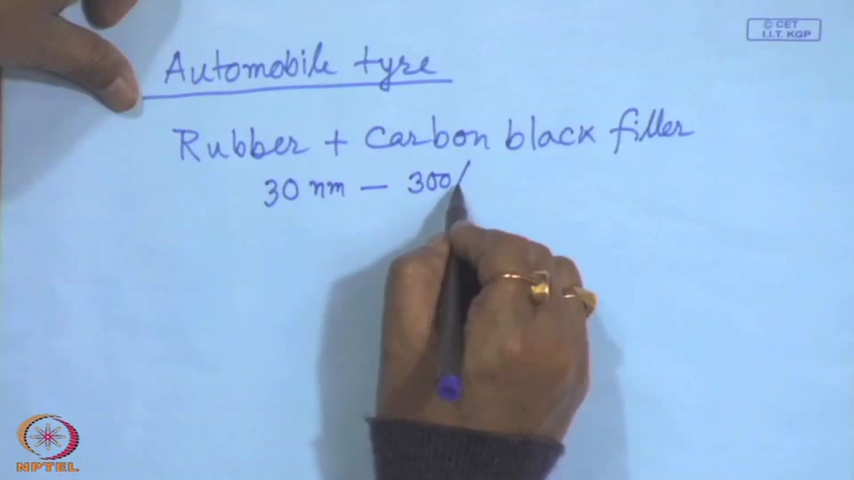 © CET
I.I.T. KGP
Automobile tyre
Rubber + Carbon black filler
30 nm – 300
NPTEL